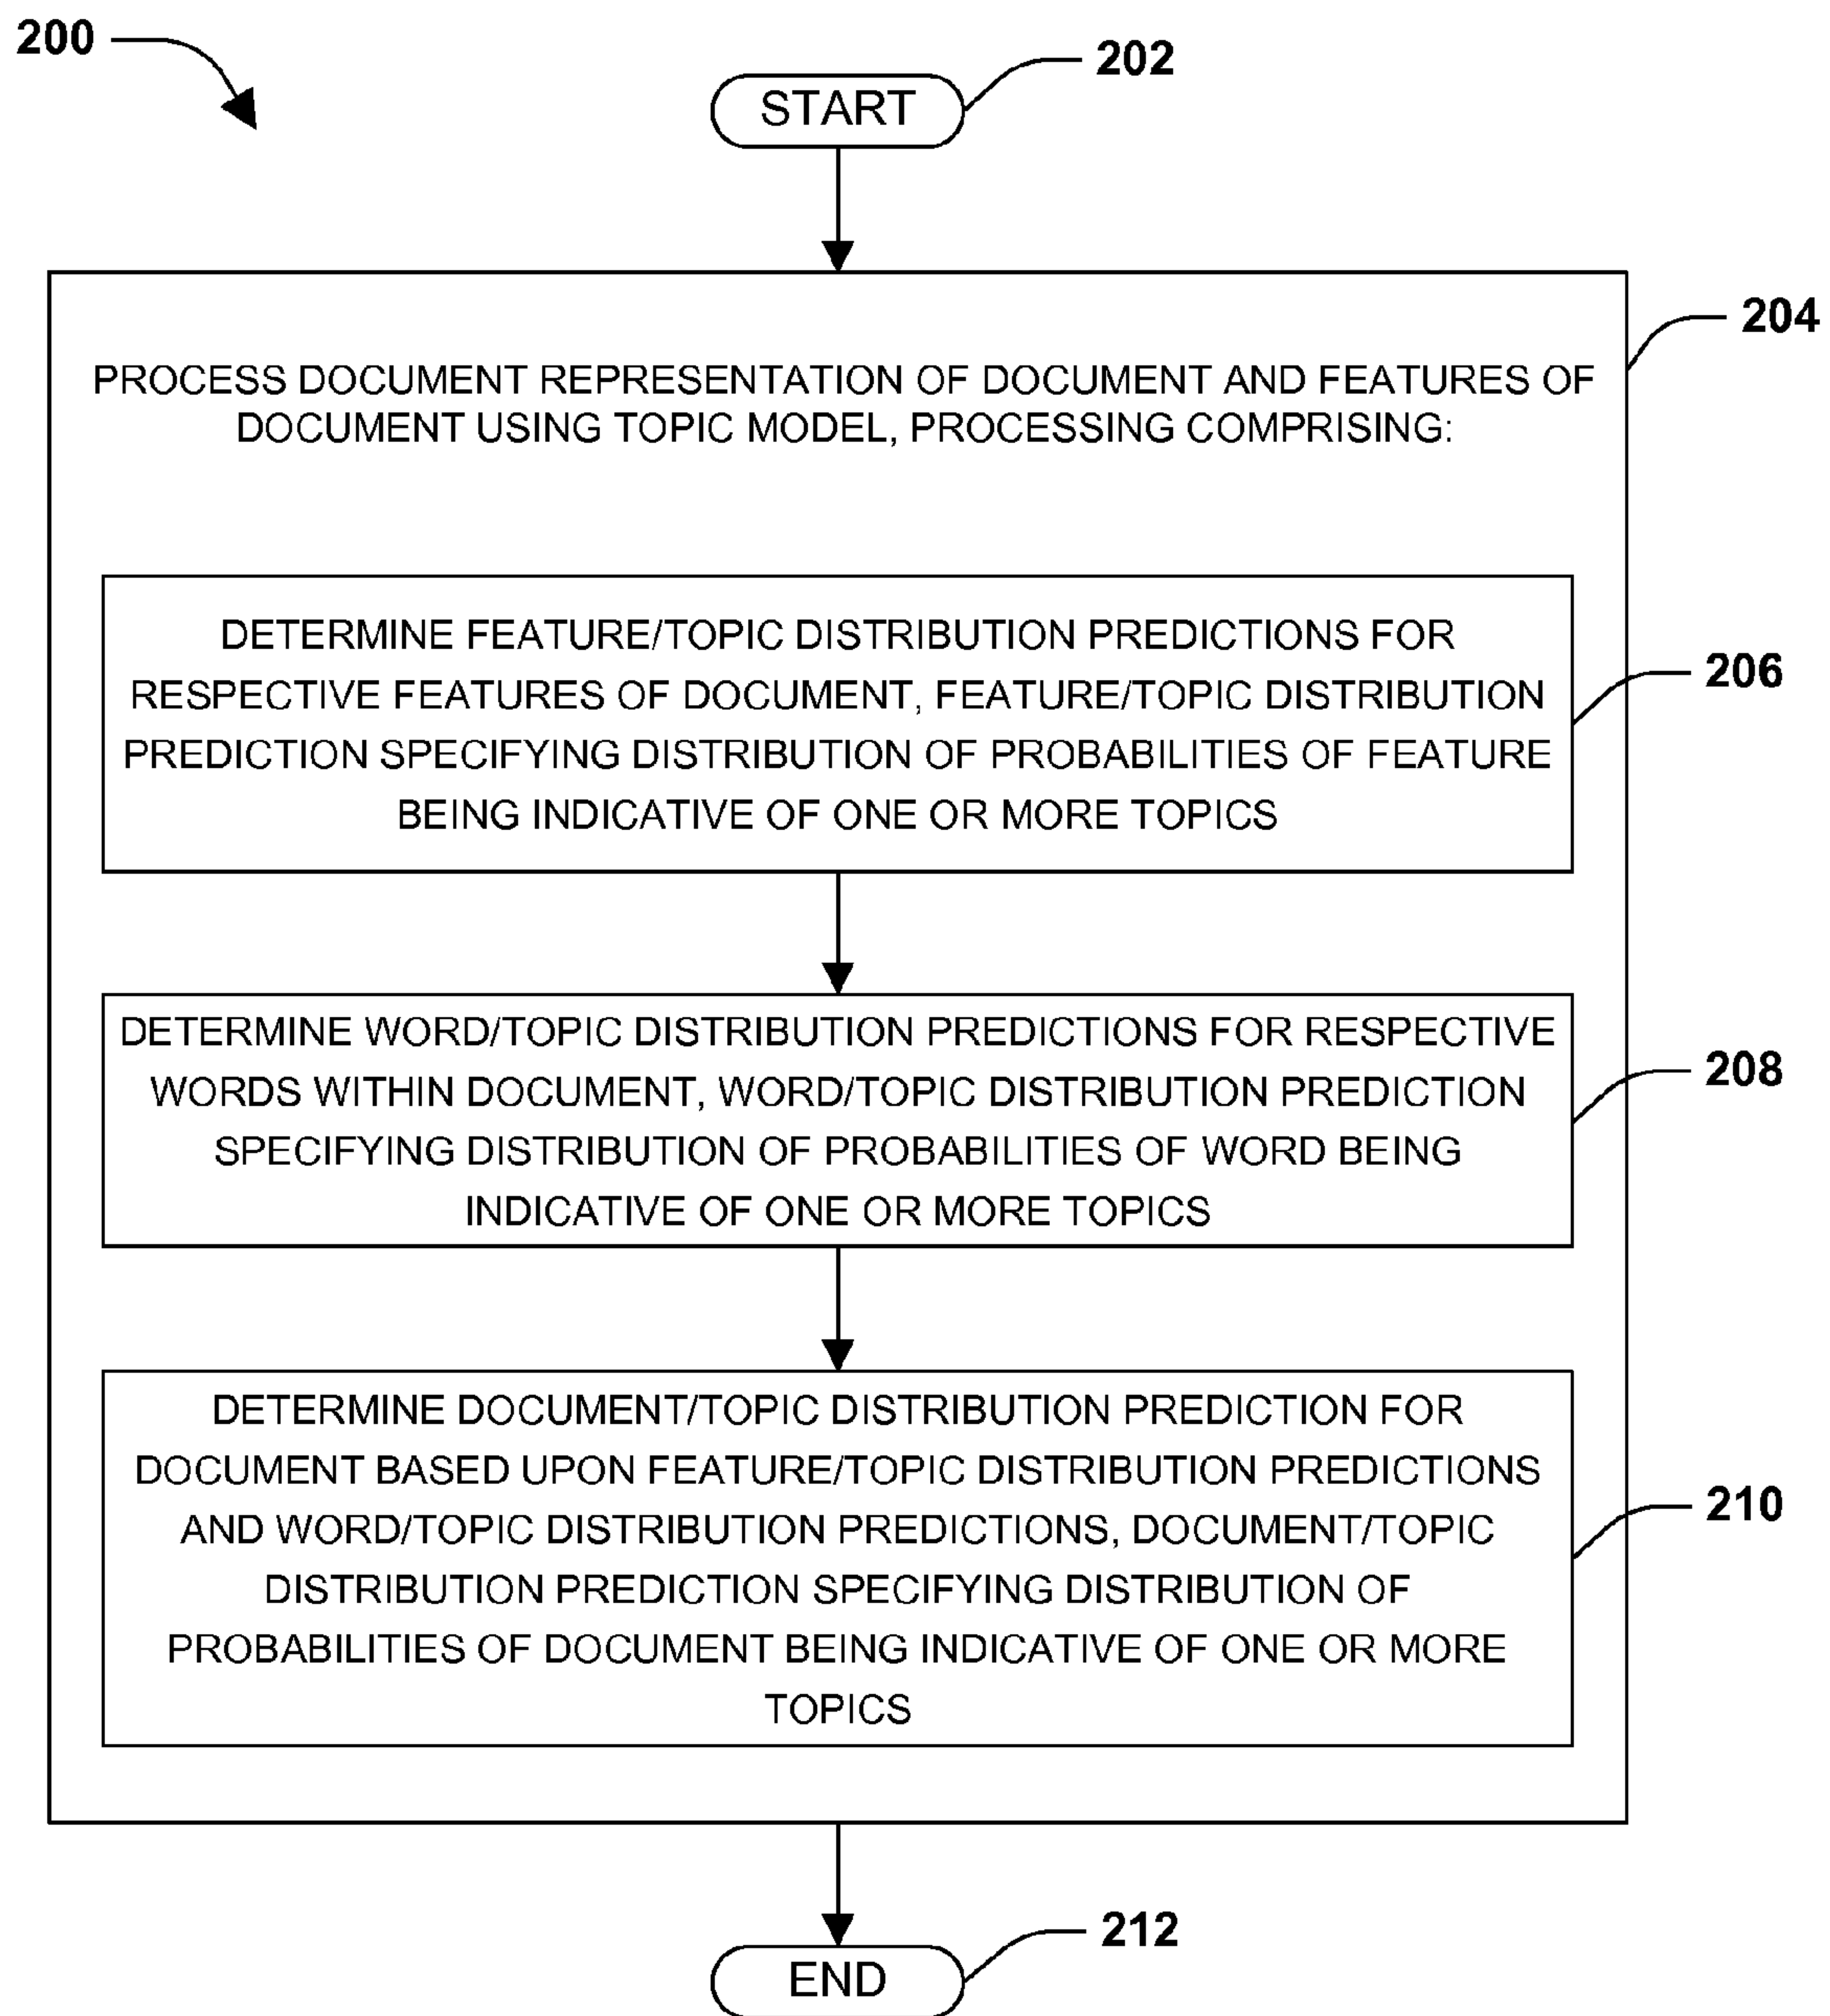 200
202
START
204
PROCESS DOCUMENT REPRESENTATION OF DOCUMENT AND FEATURES OF
DOCUMENT USING TOPIC MODEL, PROCESSING COMPRISING:
206
DETERMINE FEATURE/TOPIC DISTRIBUTION PREDICTIONS FOR
RESPECTIVE FEATURES OF DOCUMENT, FEATURE/TOPIC DISTRIBUTION
PREDICTION SPECIFYING DISTRIBUTION OF PROBABILITIES OF FEATURE
BEING INDICATIVE OF ONE OR MORE TOPICS
208
DETERMINE WORD/TOPIC DISTRIBUTION PREDICTIONS FOR RESPECTIVE
WORDS WITHIN DOCUMENT, WORD/TOPIC DISTRIBUTION PREDICTION
SPECIFYING DISTRIBUTION OF PROBABILITIES OF WORD BEING
INDICATIVE OF ONE OR MORE TOPICS
210
DETERMINE DOCUMENT/TOPIC DISTRIBUTION PREDICTION FOR
DOCUMENT BASED UPON FEATURE/TOPIC DISTRIBUTION PREDICTIONS
AND WORD/TOPIC DISTRIBUTION PREDICTIONS, DOCUMENT/TOPIC
DISTRIBUTION PREDICTION SPECIFYING DISTRIBUTION OF
PROBABILITIES OF DOCUMENT BEING INDICATIVE OF ONE OR MORE
TOPICS
212
END